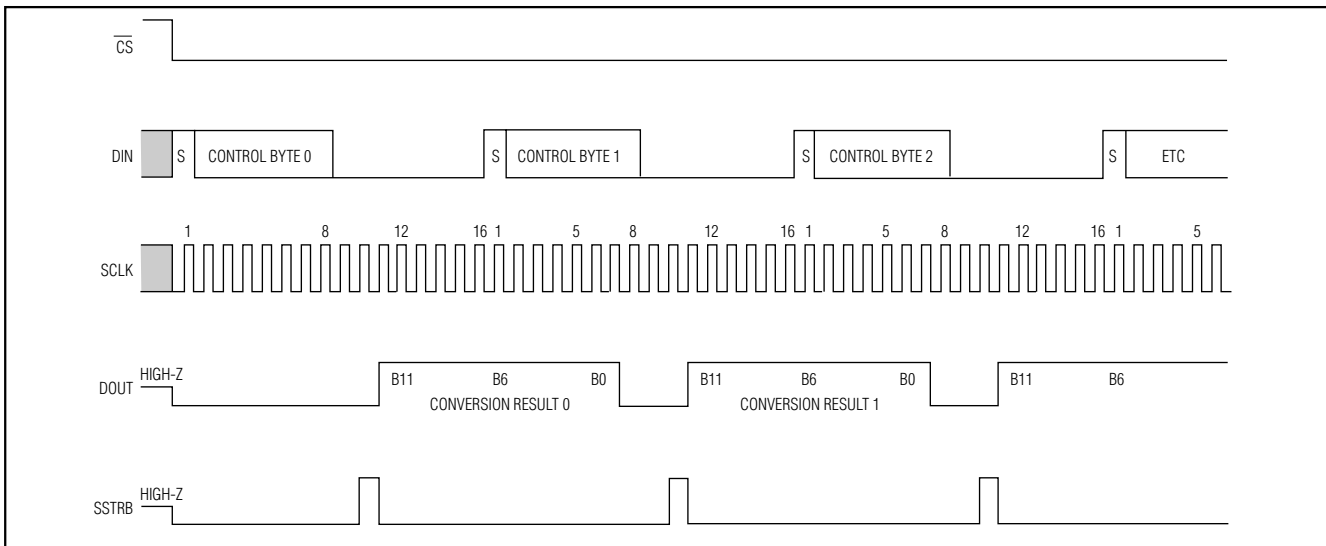 CS
DIN S CONTROL BYTE 0 S CONTROL BYTE 1 S CONTROL BYTE 2 S ETC
1 8 12 16 1 5 8 12 16 1 5 8 12 16 1 5
SCLK
HIGH-Z
DOUT B11 B6 B0 B11 B6 B0 B11 B6
CONVERSION RESULT 0 CONVERSION RESULT 1
HIGH-Z
SSTRB